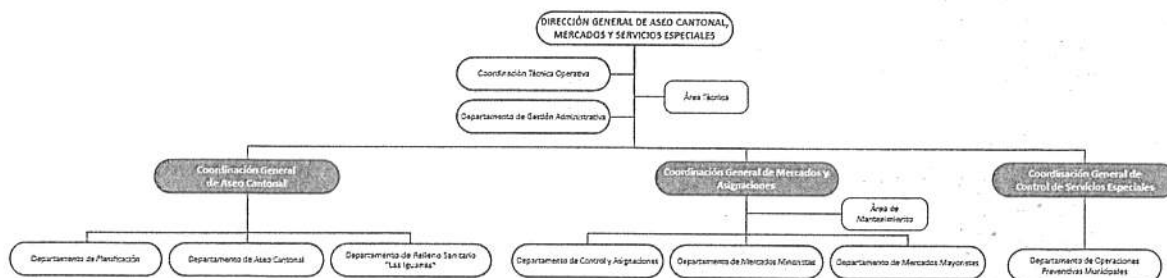 DIRECCIÓN GENERAL DE ASEO CANTONAL,
MERCADOS Y SERVICIOS ESPECIALES
Coordinación Técnica Operativa
Área Técnica
Departamento de Gestión Administrativa
Coordinación General
de Aseo Cantonal
Coordinación General de Mercados y
Asignaciones
Coordinación General de
Control de Servicios Especiales
Área de
Mantenimiento
Departamento de Planificación
Departamento de Aseo Cantonal
Departamento de Relleno Sanitario
"Las Iguanas"
Departamento de Control y Asignaciones
Departamento de Mercados Minoristas
Departamento de Mercados Mayoristas
Departamento de Operaciones
Preventivas Municipales